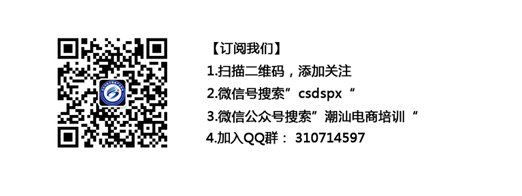 【订阅我们】
1.扫描二维码，添加关注
2.微信号搜索”csdspx“
3.微信公众号搜索”潮汕电商培训“
4.加入QQ群： 310714597